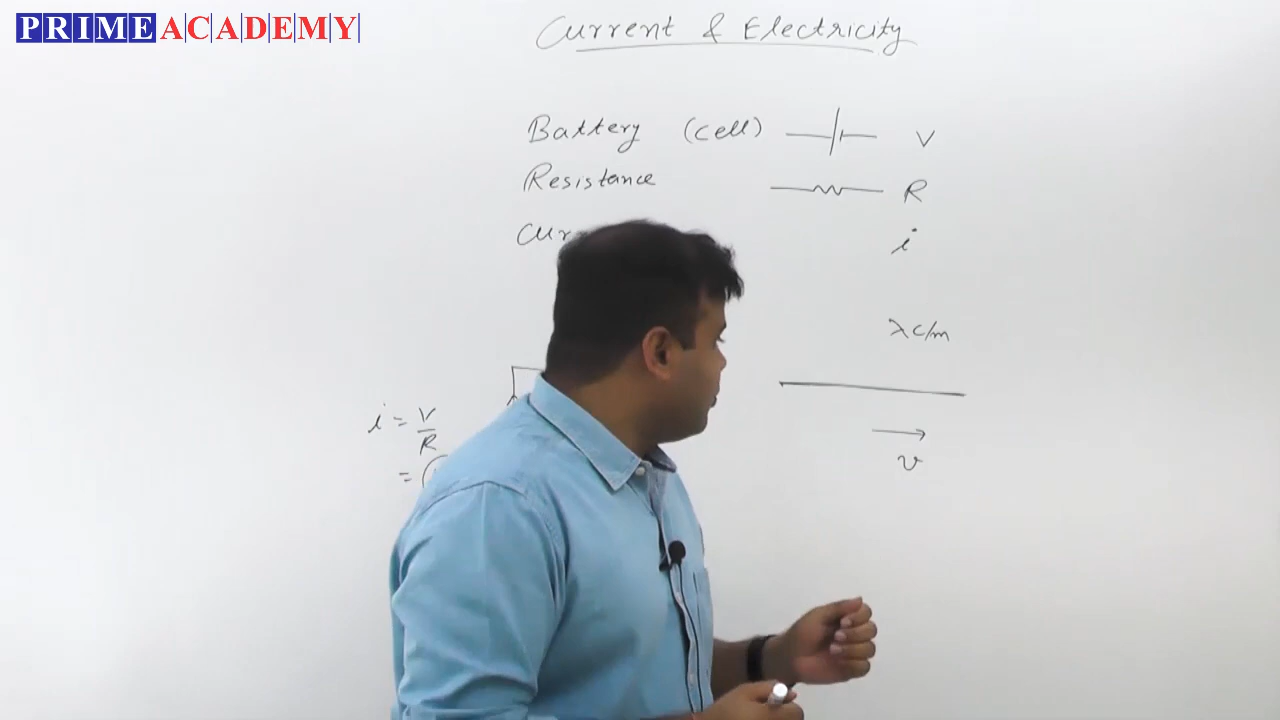 PRIME ACADEMY
Current & Electricity
Battery (cell) V
Resistance R
i
λ c/m
i = V/R
= (
v